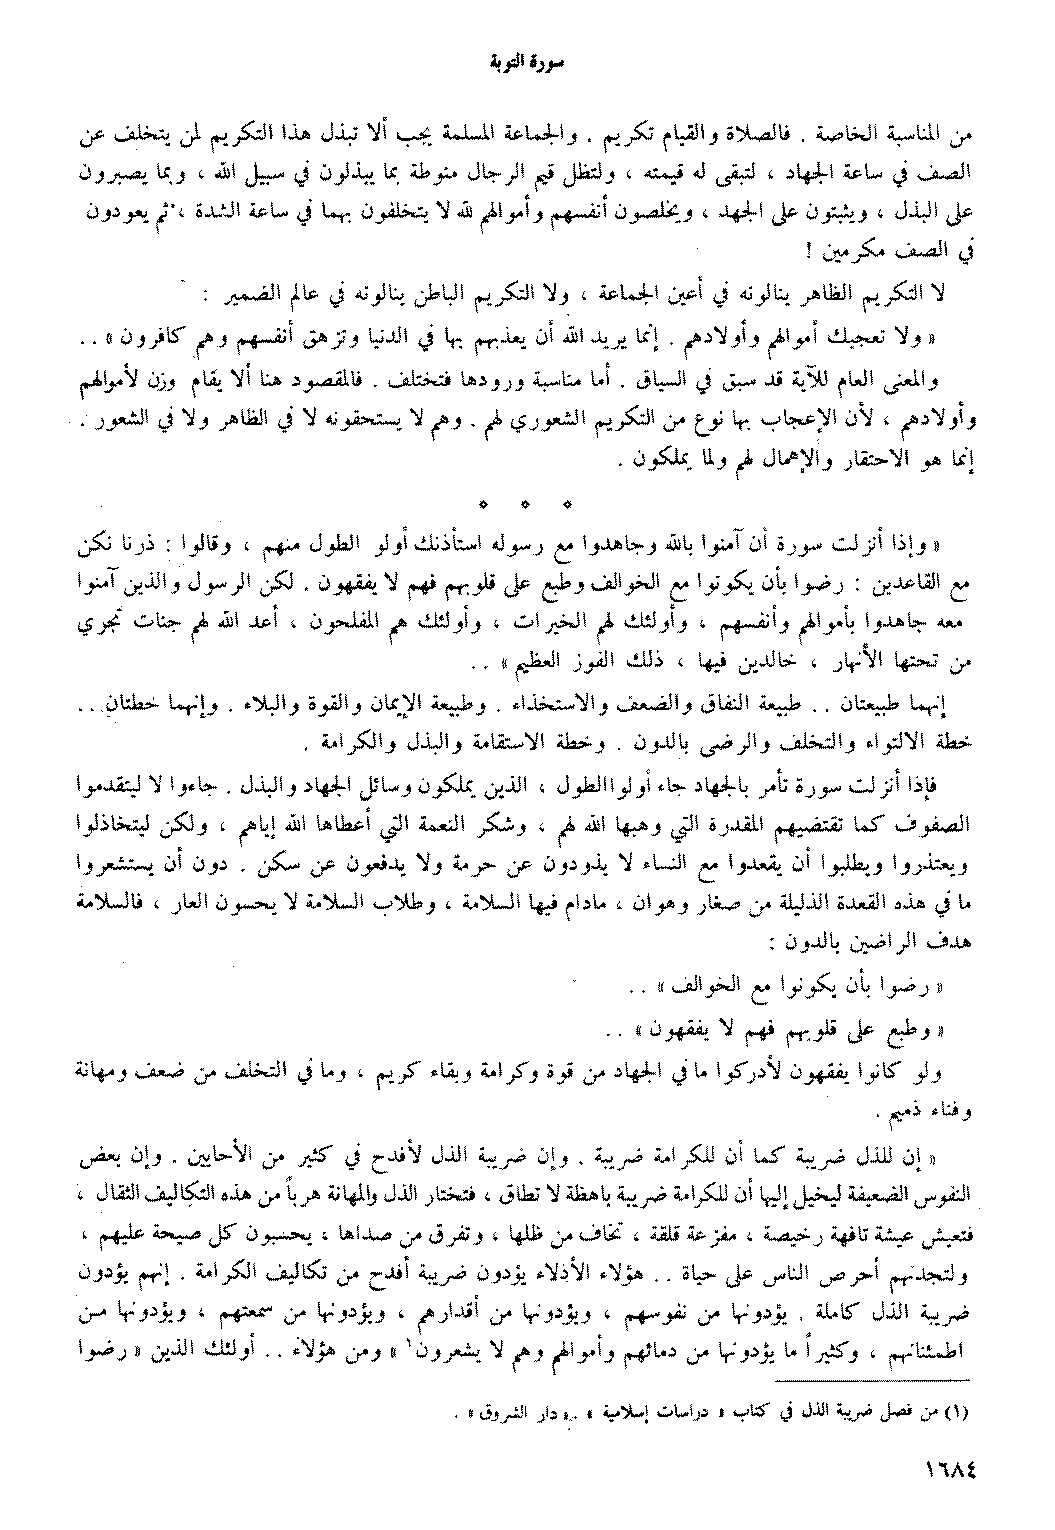 سورة التوبة
من المناسبة الخاصة . فالصلاة والقيام تكريم . والجماعة المسلمة يجب ألا تبذل هذا التكريم لمن يتخلف عن
الصف في ساعة الجهاد ، لتبقى له قيمته ، ولتظل قيم الرجال منوطة بما يبذلون في سبيل الله ، وبما يصبرون
على البذل ، ويثبتون على الجهد ، ويخلصون أنفسهم وأموالهم لله لا يتخلفون بهما في ساعة الشدة ، ثم يعودون
في الصف مكرمين !
لا التكريم الظاهر ينالونه في أعين الجماعة ، ولا التكريم الباطن ينالونه في عالم الضمير :
« ولا تعجبك أموالهم وأولادهم . إنما يريد الله أن يعذبهم بها في الدنيا وتزهق أنفسهم وهم كافرون » ..
والمعنى العام للآية قد سبق في السياق . أما مناسبة ورودها فتختلف . فالمقصود هنا ألا يقام وزن لأموالهم
وأولادهم ، لأن الإعجاب بها نوع من التكريم الشعوري لهم . وهم لا يستحقونه لا في الظاهر ولا في الشعور .
إنما هو الاحتقار والإهمال لهم ولما يملكون .
* * *
« وإذا أنزلت سورة أن آمنوا بالله وجاهدوا مع رسوله استأذنك أولو الطول منهم ، وقالوا : ذرنا نكن
مع القاعدين : رضوا بأن يكونوا مع الخوالف وطبع على قلوبهم فهم لا يفقهون . لكن الرسول والذين آمنوا
معه جاهدوا بأموالهم وأنفسهم ، وأولئك لهم الخيرات ، وأولئك هم المفلحون ، أعد الله لهم جنات تجري
من تحتها الأنهار ، خالدين فيها ، ذلك الفوز العظيم » ..
إنهما طبيعتان .. طبيعة النفاق والضعف والاستخذاء . وطبيعة الإيمان والقوة والبلاء . وإنهما خطتان ..
خطة الالتواء والتخلف والرضى بالدون . وخطة الاستقامة والبذل والكرامة .
فإذا أنزلت سورة تأمر بالجهاد جاء أولوا الطول ، الذين يملكون وسائل الجهاد والبذل . جاءوا لا ليتقدموا
الصفوف كما تقتضيهم المقدرة التي وهبها الله لهم ، وشكر النعمة التي أعطاها الله إياهم ، ولكن ليتخاذلوا
ويعتذروا ويطلبوا أن يقعدوا مع النساء لا يذودون عن حرمة ولا يدفعون عن سكن . دون أن يستشعروا
ما في هذه القعدة الذليلة من صغار وهوان ، مادام فيها السلامة ، وطلاب السلامة لا يحسون العار ، فالسلامة
هدف الراضين بالدون :
« رضوا بأن يكونوا مع الخوالف » ..
« وطبع على قلوبهم فهم لا يفقهون » ..
ولو كانوا يفقهون لأدركوا ما في الجهاد من قوة وكرامة وبقاء كريم ، وما في التخلف من ضعف ومهانة
وفناء ذميم .
« إن للذل ضريبة كما أن للكرامة ضريبة . وإن ضريبة الذل لأفدح في كثير من الأحايين . وإن بعض
النفوس الضعيفة ليخيل إليها أن للكرامة ضريبة باهظة لا تطاق ، فتختار الذل والمهانة هرباً من هذه التكاليف الثقال ،
فتعيش عيشة تافهة رخيصة ، مفزعة قلقة ، تخاف من ظلها ، وتفرق من صداها ، يحسبون كل صيحة عليهم ،
ولتجدنهم أحرص الناس على حياة .. هؤلاء الأذلاء يؤدون ضريبة أفدح من تكاليف الكرامة . إنهم يؤدون
ضريبة الذل كاملة . يؤدونها من نفوسهم ، ويؤدونها من أقدارهم ، ويؤدونها من سمعتهم ، ويؤدونها من
اطمئنانهم ، وكثيراً ما يؤدونها من دمائهم وأموالهم وهم لا يشعرون١ » ومن هؤلاء .. أولئك الذين « رضوا
(١) من فصل ضريبة الذل في كتاب « دراسات إسلامية » . « دار الشروق » .
١٦٨٤